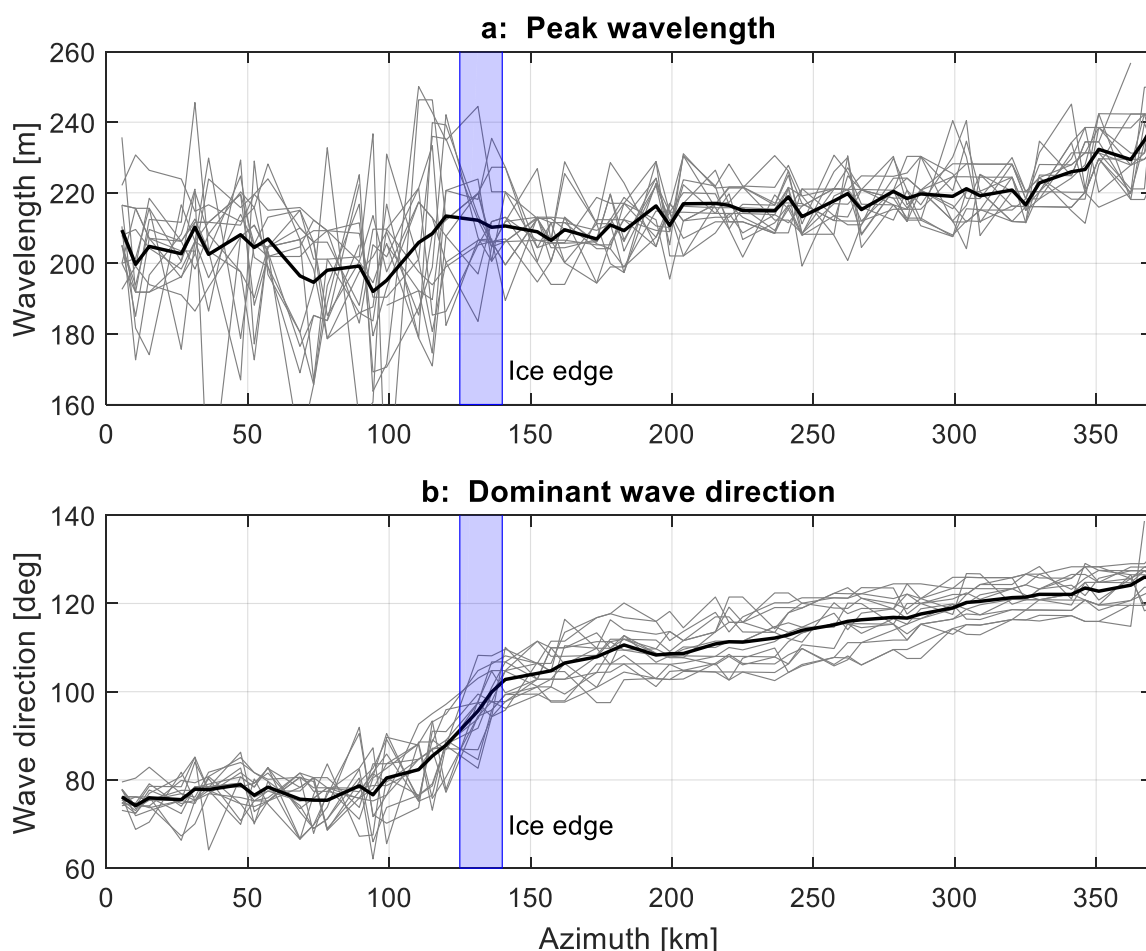 a:  Peak wavelength
Wavelength [m]
260
240
220
200
180
160
Ice edge
0 50 100 150 200 250 300 350
b:  Dominant wave direction
Wave direction [deg]
140
120
100
80
60
Ice edge
0 50 100 150 200 250 300 350
Azimuth [km]